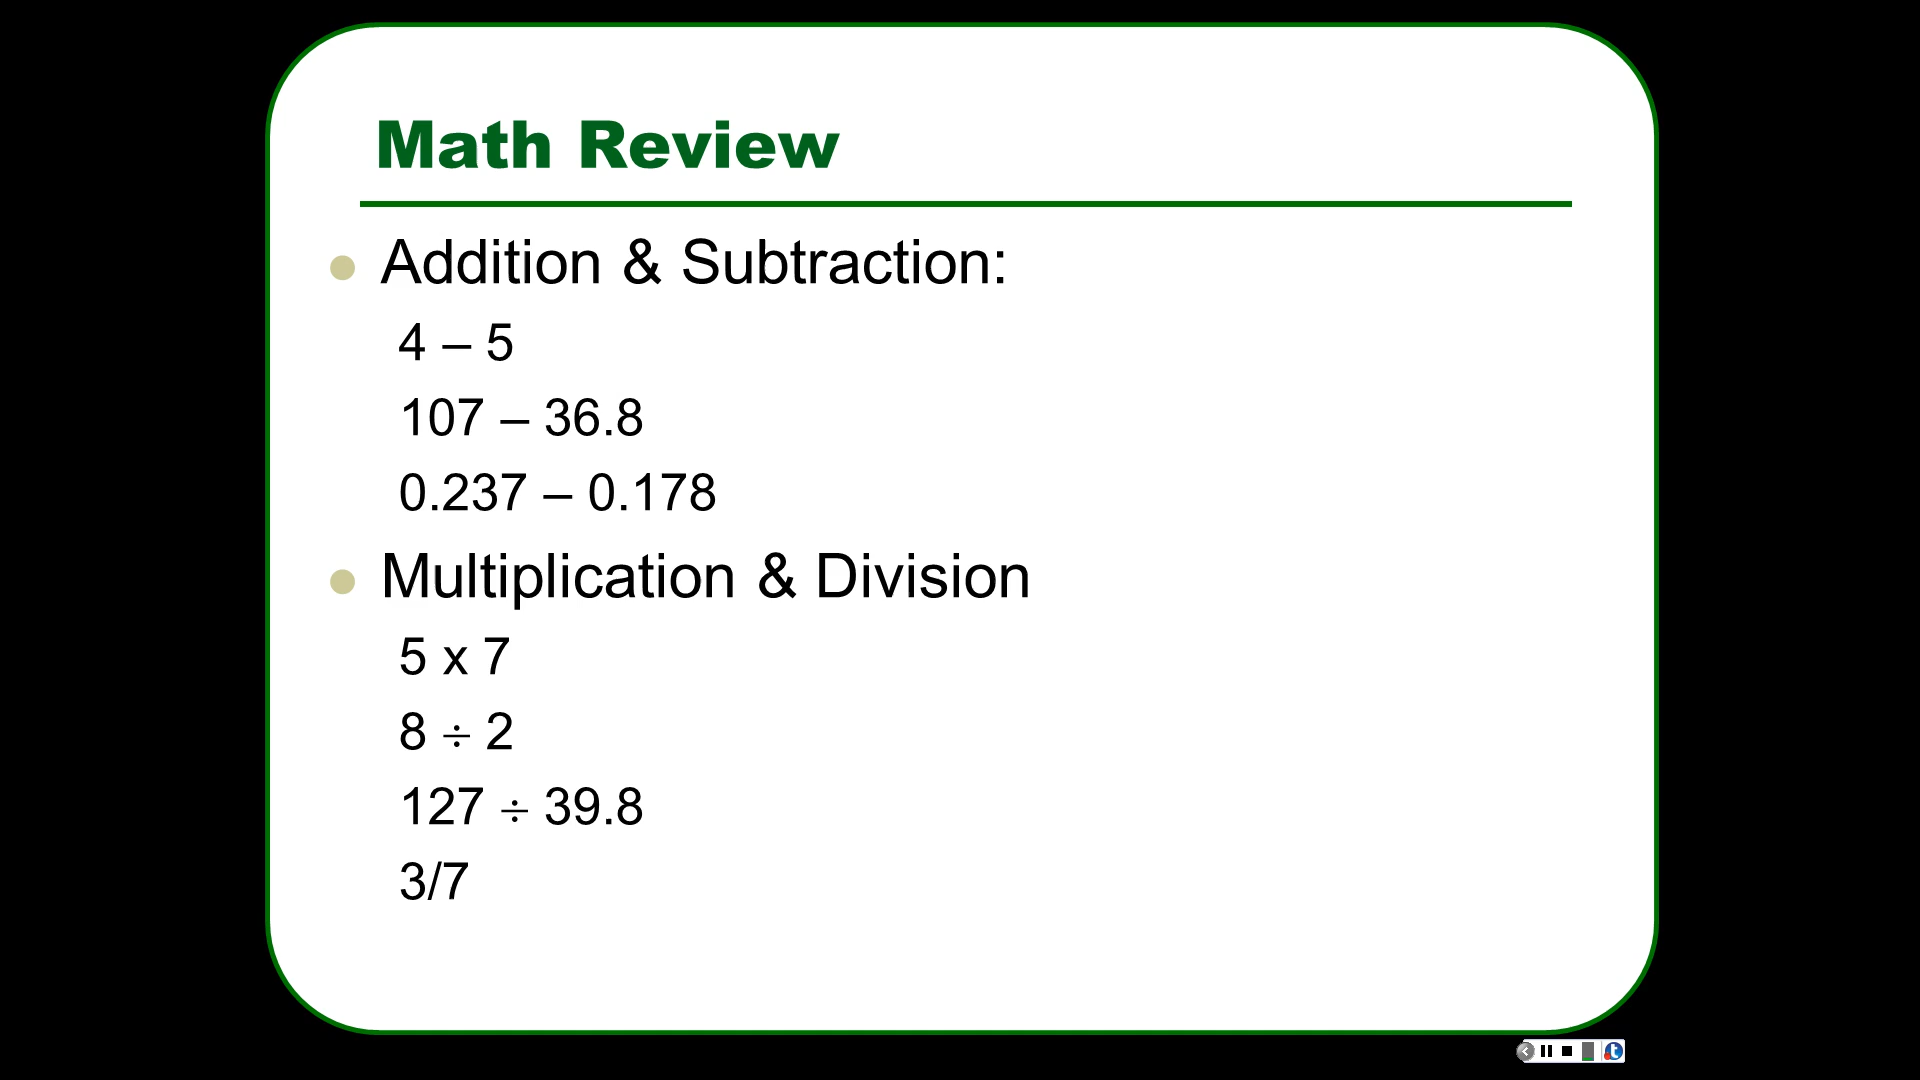 Math Review
Addition & Subtraction:
4 – 5
107 – 36.8
0.237 – 0.178
Multiplication & Division
5 x 7
8 ÷ 2
127 ÷ 39.8
3/7